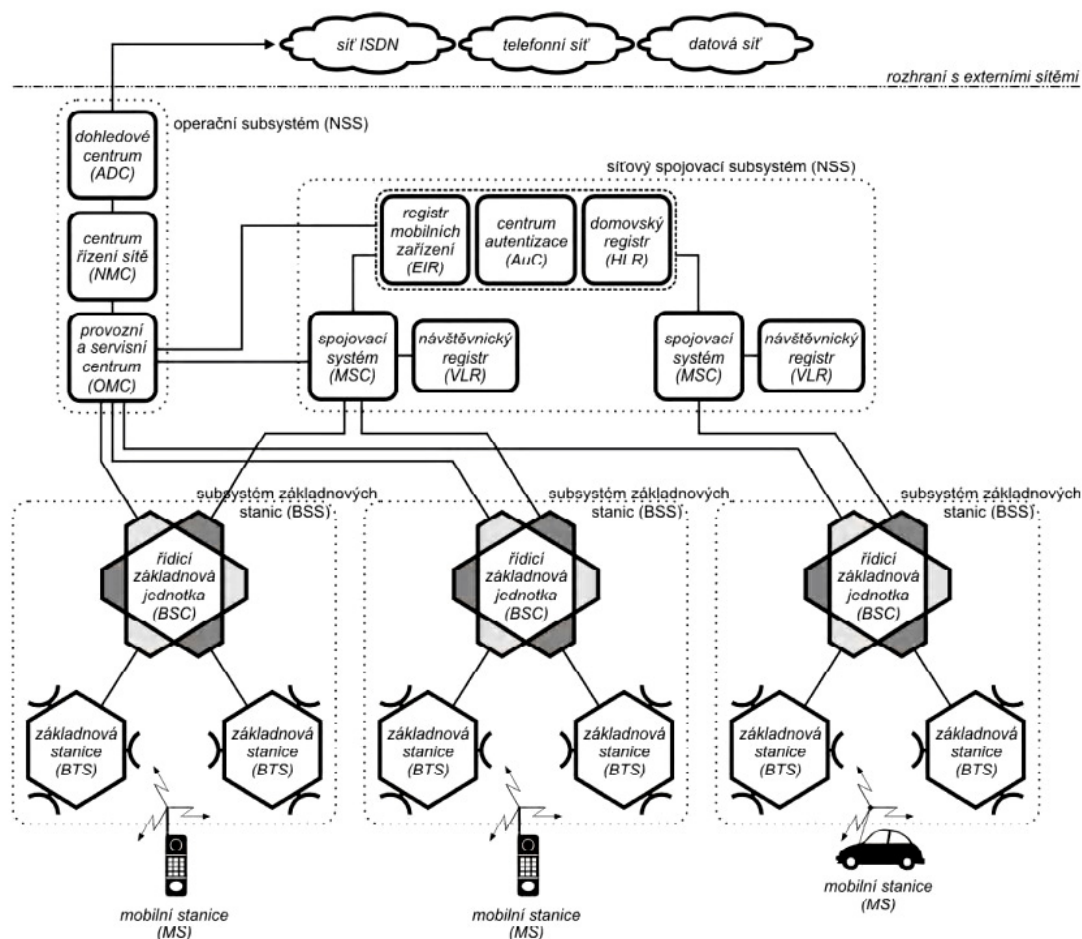 síť ISDN
telefonní síť
datová síť
rozhraní s externími sítěmi
operační subsystém (NSS)
dohledové
centrum
(ADC)
centrum
řízení sítě
(NMC)
provozní
a servisní
centrum
(OMC)
síťový spojovací subsystém (NSS)
registr
mobilních
zařízení
(EIR)
centrum
autentizace
(AuC)
domovský
registr
(HLR)
spojovací
systém
(MSC)
návštěvnický
registr
(VLR)
spojovací
systém
(MSC)
návštěvnický
registr
(VLR)
subsystém základnových
stanic (BSS)
řídicí
základnová
jednotka
(BSC)
základnová
stanice
(BTS)
základnová
stanice
(BTS)
mobilní stanice
(MS)
subsystém základnových
stanic (BSS)
řídicí
základnová
jednotka
(BSC)
základnová
stanice
(BTS)
základnová
stanice
(BTS)
mobilní stanice
(MS)
subsystém základnových
stanic (BSS)
řídicí
základnová
jednotka
(BSC)
základnová
stanice
(BTS)
základnová
stanice
(BTS)
mobilní stanice
(MS)